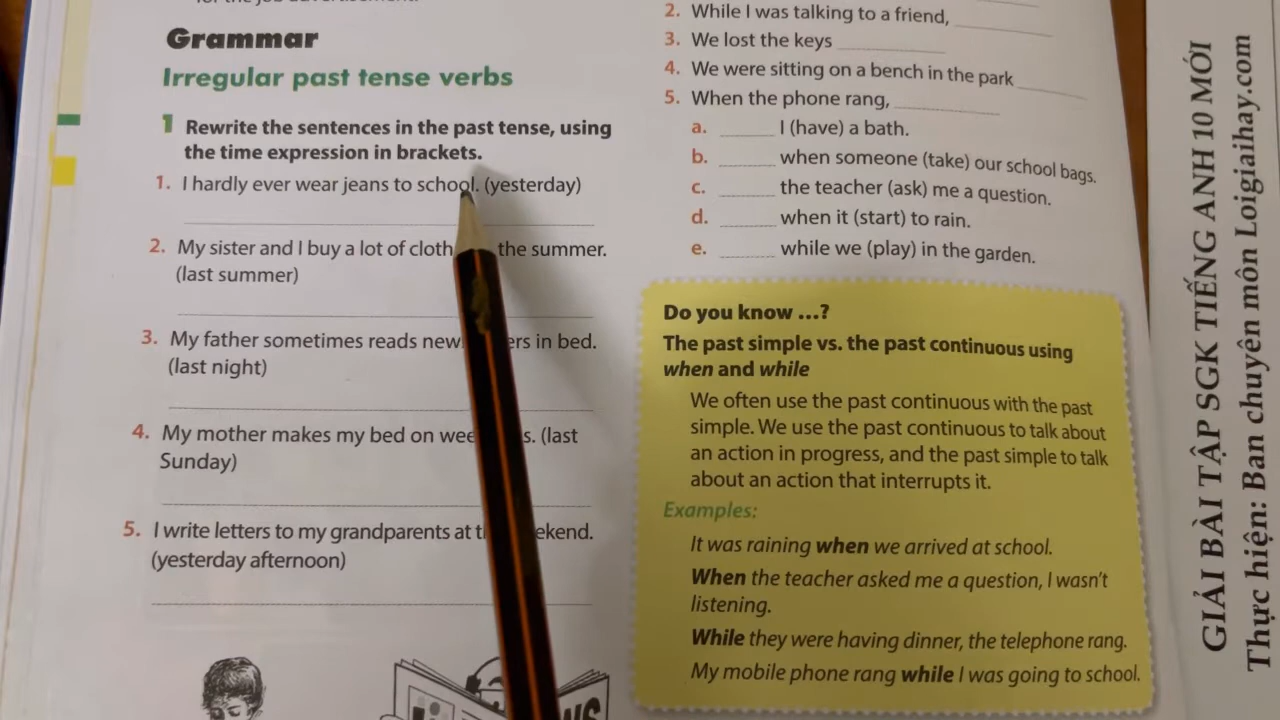 Grammar
Irregular past tense verbs
1 Rewrite the sentences in the past tense, using
the time expression in brackets.
1. I hardly ever wear jeans to school. (yesterday)
2. My sister and I buy a lot of cloth the summer.
(last summer)
3. My father sometimes reads new ers in bed.
(last night)
4. My mother makes my bed on wee s. (last
Sunday)
5. I write letters to my grandparents at t ekend.
(yesterday afternoon)
2. While I was talking to a friend, ________
3. We lost the keys ________
4. We were sitting on a bench in the park ________
5. When the phone rang, ________
a. ______ I (have) a bath.
b. ______ when someone (take) our school bags.
c. ______ the teacher (ask) me a question.
d. ______ when it (start) to rain.
e. ______ while we (play) in the garden.
Do you know ...?
The past simple vs. the past continuous using
when and while
We often use the past continuous with the past
simple. We use the past continuous to talk about
an action in progress, and the past simple to talk
about an action that interrupts it.
Examples:
It was raining when we arrived at school.
When the teacher asked me a question, I wasn't
listening.
While they were having dinner, the telephone rang.
My mobile phone rang while I was going to school.
GIẢI BÀI TẬP SGK TIẾNG ANH 10 MỚI
Thực hiện: Ban chuyên môn Loigiaihay.com